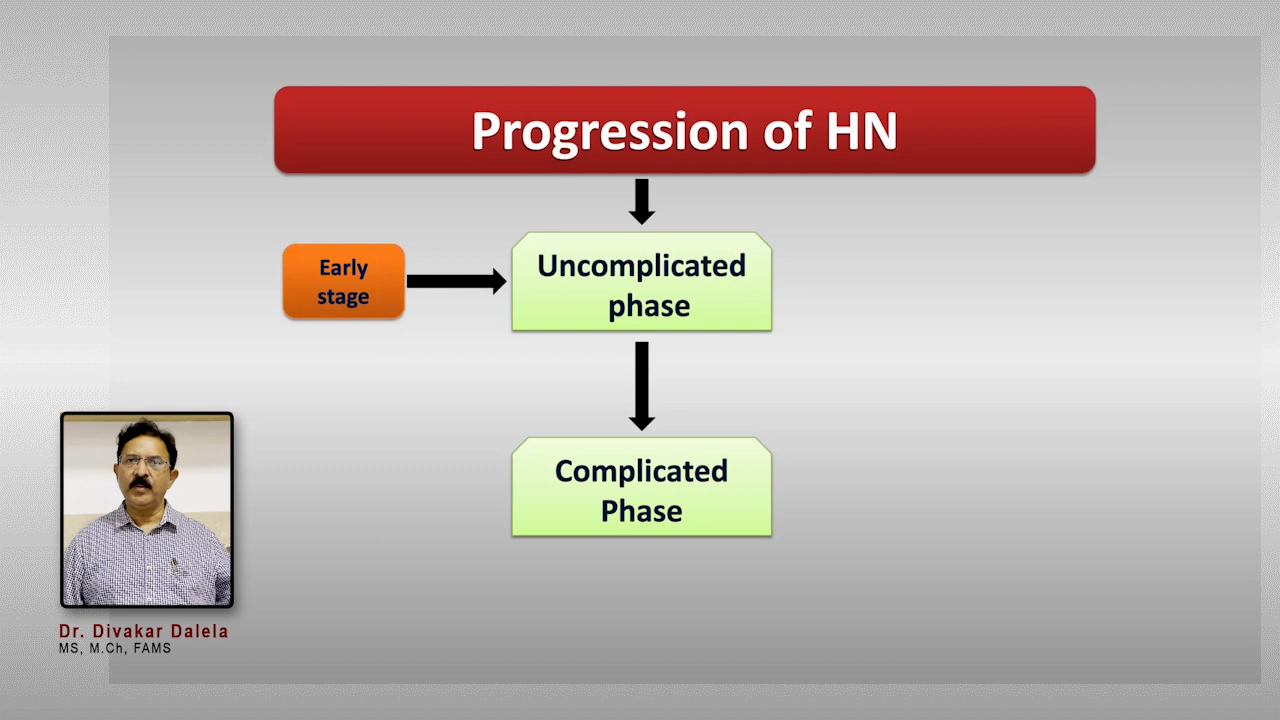 Progression of HN
Early
stage
Uncomplicated
phase
Complicated
Phase
Dr. Divakar Dalela
MS, M.Ch, FAMS